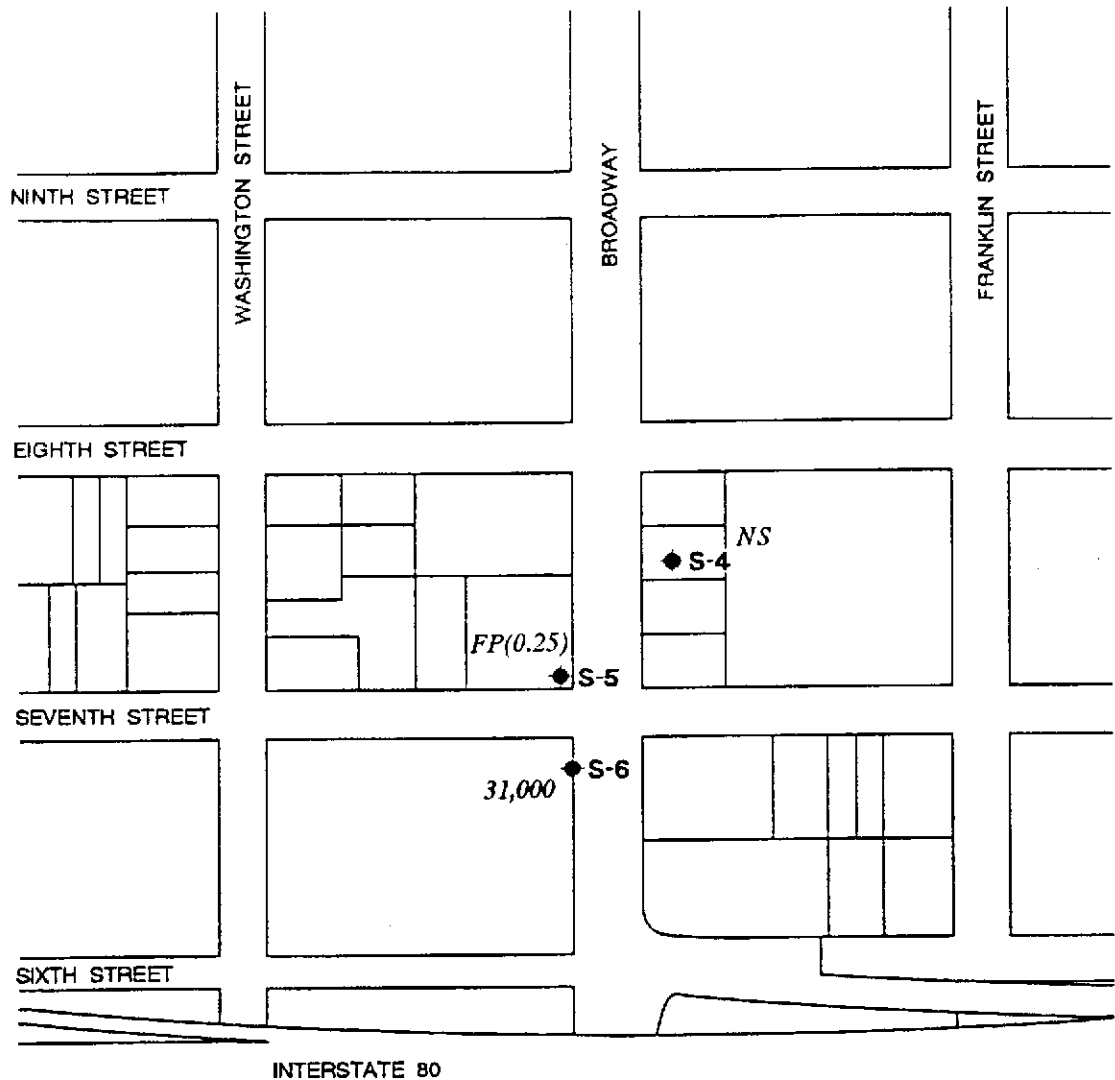 NINTH STREET
WASHINGTON STREET
BROADWAY
FRANKLIN STREET
EIGHTH STREET
NS
S-4
FP(0.25)
S-5
SEVENTH STREET
S-6
31,000
SIXTH STREET
INTERSTATE 80